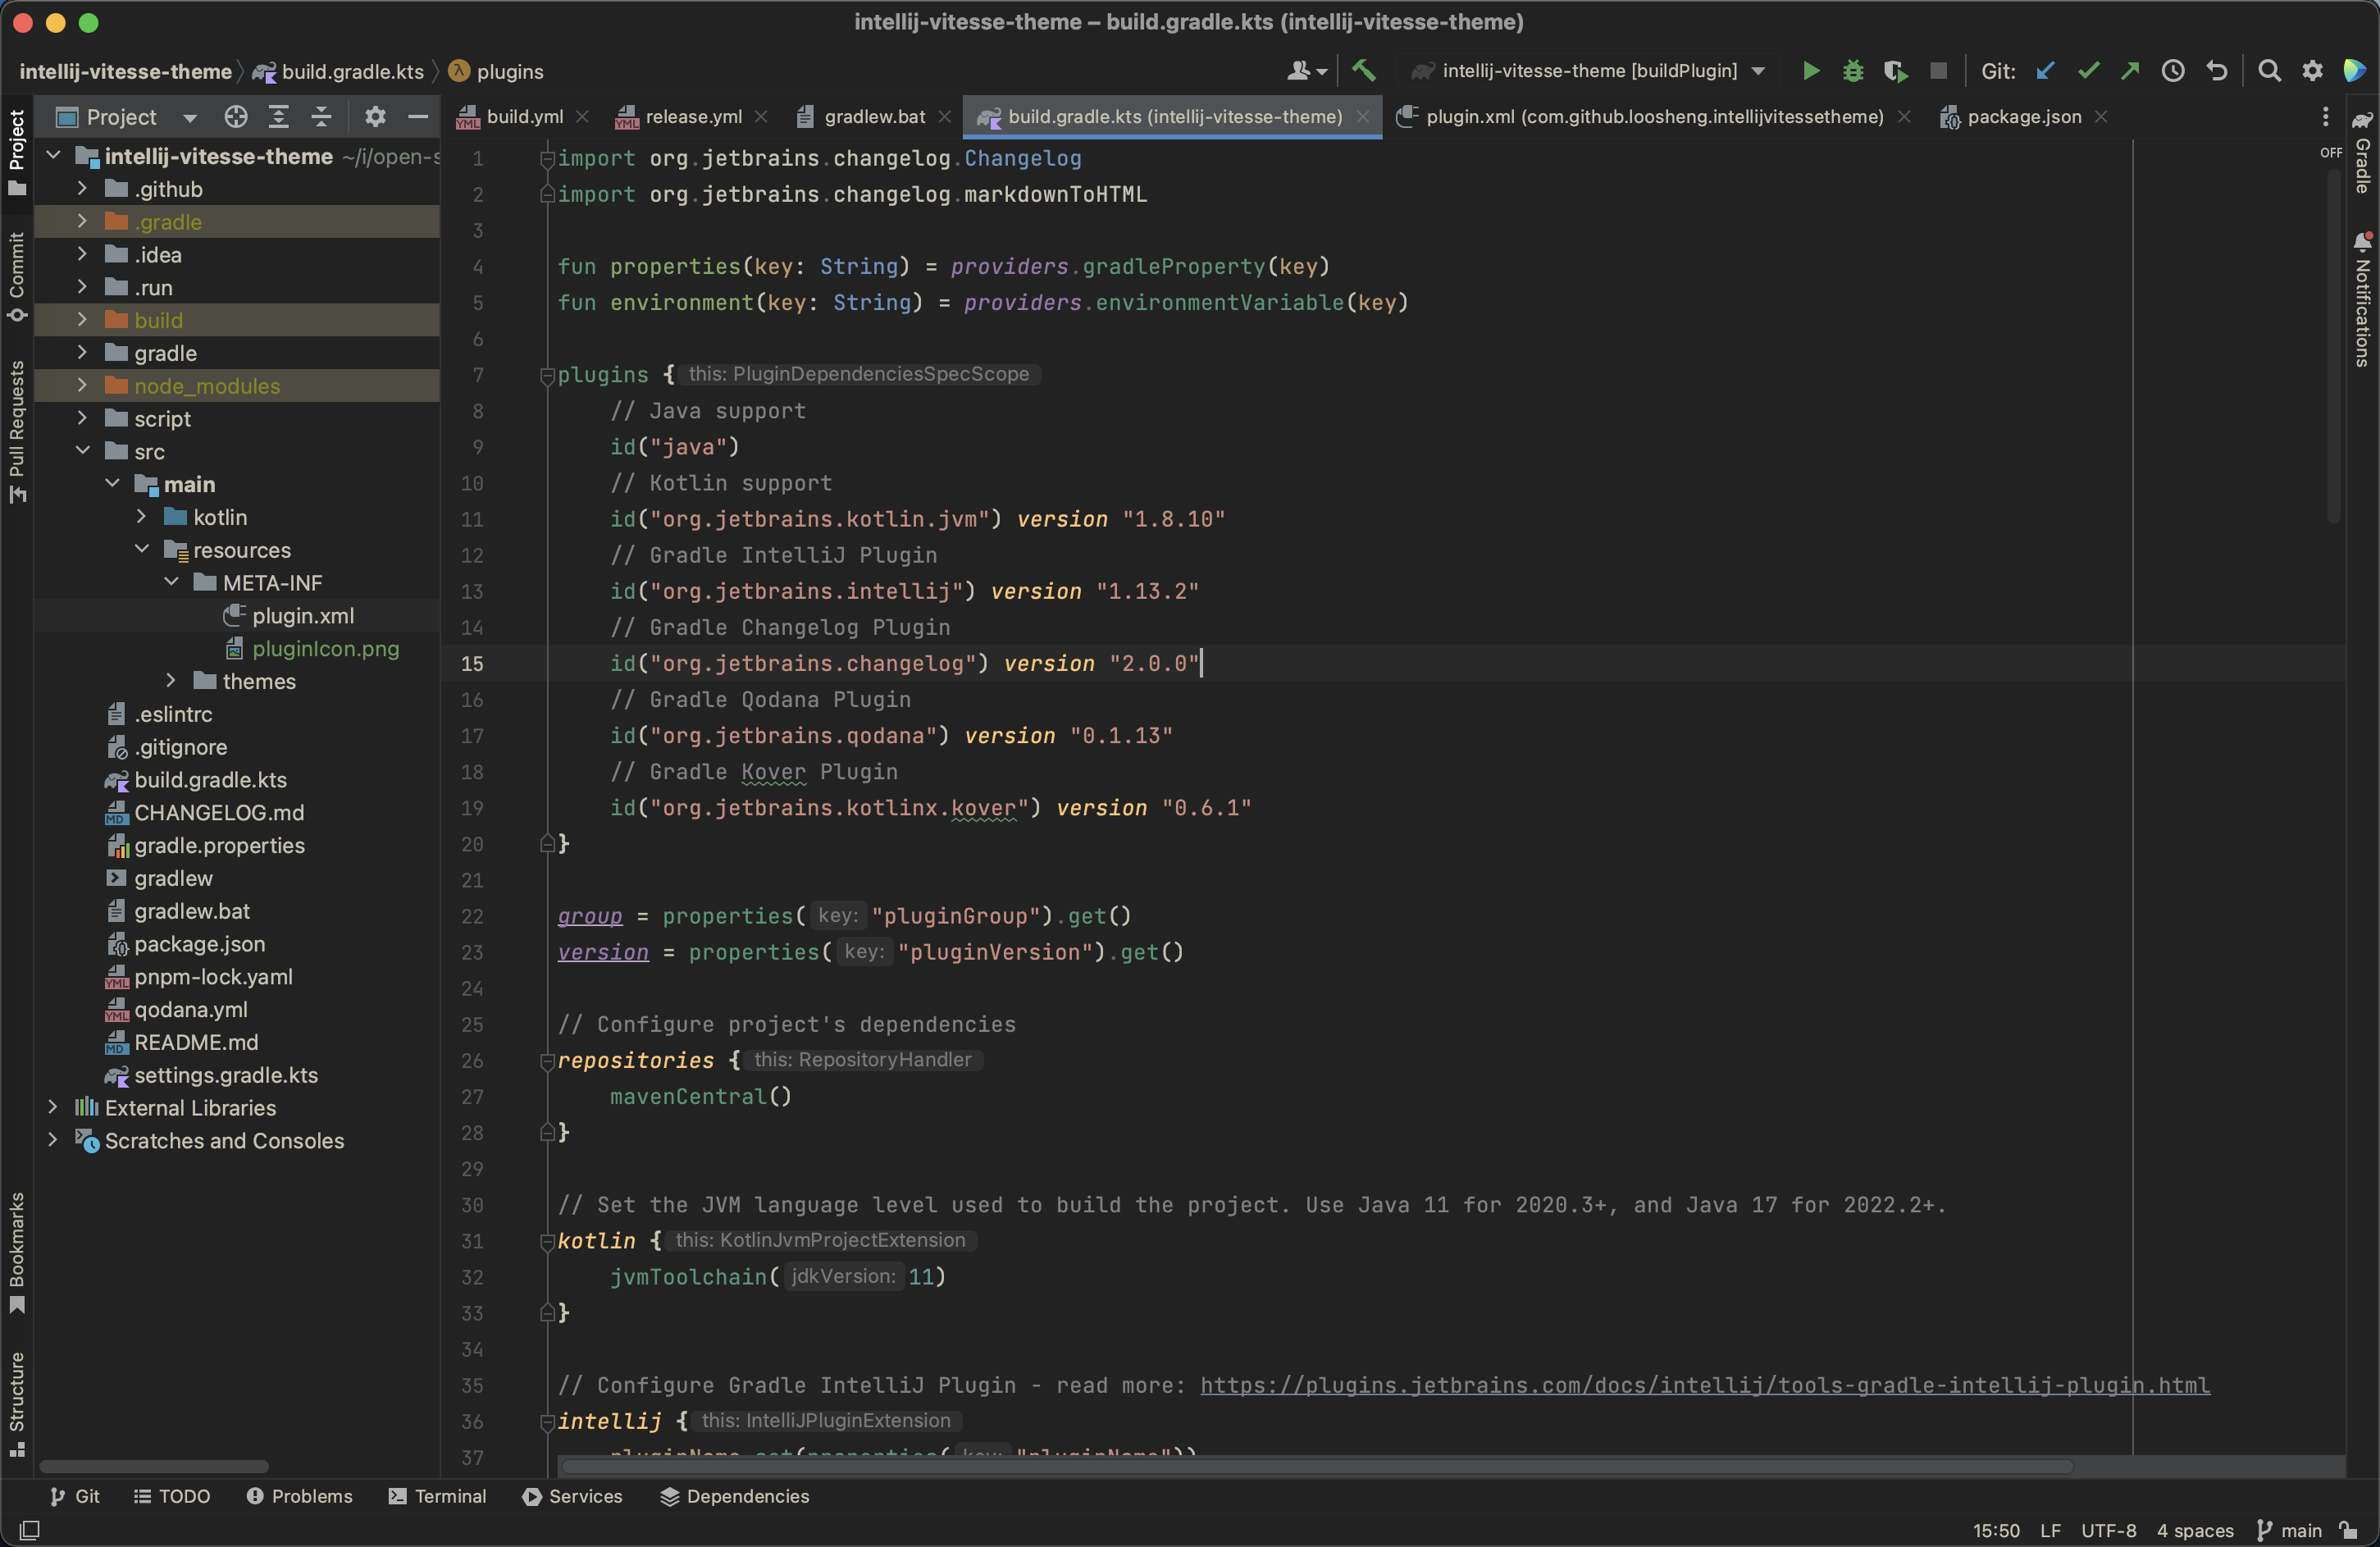 intellij-vitesse-theme – build.gradle.kts (intellij-vitesse-theme)
intellij-vitesse-theme
build.gradle.kts
plugins
intellij-vitesse-theme [buildPlugin]
Git:
Project
Commit
Pull Requests
Bookmarks
Structure
Project
intellij-vitesse-theme ~/i/open-s
.github
.gradle
.idea
.run
build
gradle
node_modules
script
src
main
kotlin
resources
META-INF
plugin.xml
pluginIcon.png
themes
.eslintrc
.gitignore
build.gradle.kts
CHANGELOG.md
gradle.properties
gradlew
gradlew.bat
package.json
pnpm-lock.yaml
qodana.yml
README.md
settings.gradle.kts
External Libraries
Scratches and Consoles
build.yml
release.yml
gradlew.bat
build.gradle.kts (intellij-vitesse-theme)
plugin.xml (com.github.loosheng.intellijvitessetheme)
package.json
1 import org.jetbrains.changelog.Changelog
2 import org.jetbrains.changelog.markdownToHTML
3
4 fun properties(key: String) = providers.gradleProperty(key)
5 fun environment(key: String) = providers.environmentVariable(key)
6
7 plugins { this: PluginDependenciesSpecScope
8 // Java support
9 id("java")
10 // Kotlin support
11 id("org.jetbrains.kotlin.jvm") version "1.8.10"
12 // Gradle IntelliJ Plugin
13 id("org.jetbrains.intellij") version "1.13.2"
14 // Gradle Changelog Plugin
15 id("org.jetbrains.changelog") version "2.0.0"
16 // Gradle Qodana Plugin
17 id("org.jetbrains.qodana") version "0.1.13"
18 // Gradle Kover Plugin
19 id("org.jetbrains.kotlinx.kover") version "0.6.1"
20 }
21
22 group = properties( key: "pluginGroup").get()
23 version = properties( key: "pluginVersion").get()
24
25 // Configure project's dependencies
26 repositories { this: RepositoryHandler
27 mavenCentral()
28 }
29
30 // Set the JVM language level used to build the project. Use Java 11 for 2020.3+, and Java 17 for 2022.2+.
31 kotlin { this: KotlinJvmProjectExtension
32 jvmToolchain( jdkVersion: 11)
33 }
34
35 // Configure Gradle IntelliJ Plugin - read more: https://plugins.jetbrains.com/docs/intellij/tools-gradle-intellij-plugin.html
36 intellij { this: IntelliJPluginExtension
37 pluginName.set(properties( key: "pluginName"))
OFF
Gradle
Notifications
Git
TODO
Problems
Terminal
Services
Dependencies
15:50 LF UTF-8 4 spaces main